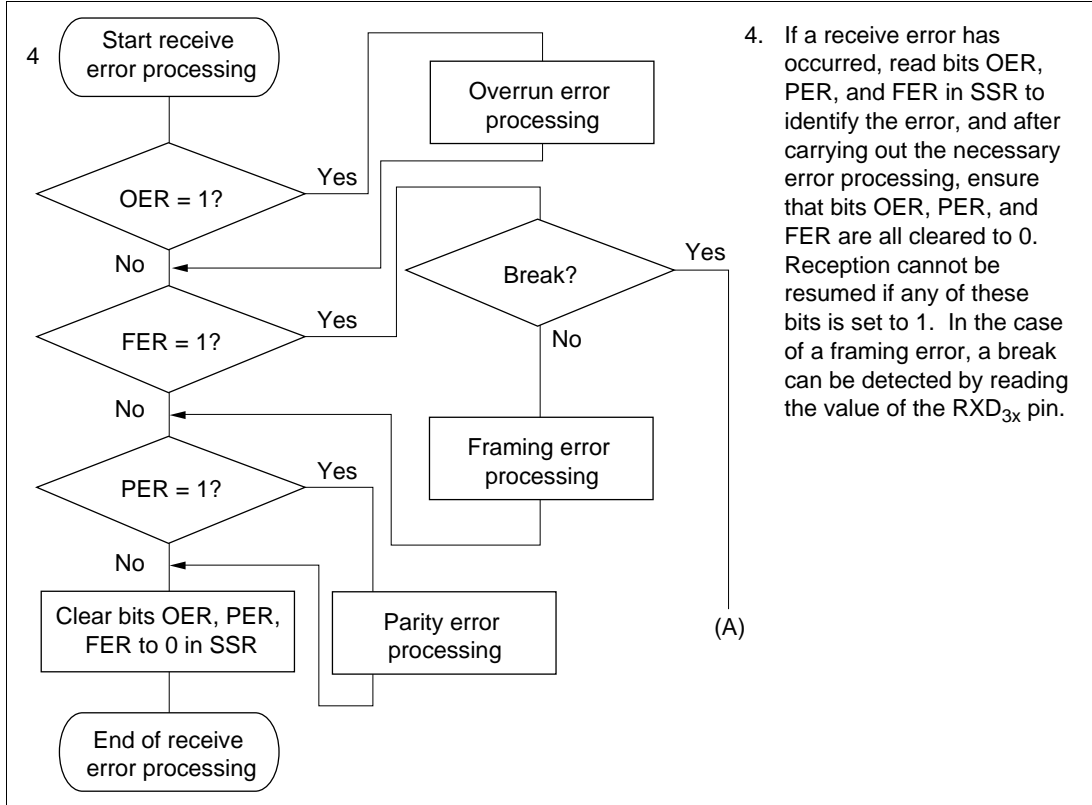 4
Start receive
error processing
OER = 1?
Yes
No
Overrun error
processing
FER = 1?
Yes
No
Break?
Yes
No
Framing error
processing
PER = 1?
Yes
No
Parity error
processing
Clear bits OER, PER,
FER to 0 in SSR
End of receive
error processing
(A)
4. If a receive error has
occurred, read bits OER,
PER, and FER in SSR to
identify the error, and after
carrying out the necessary
error processing, ensure
that bits OER, PER, and
FER are all cleared to 0.
Reception cannot be
resumed if any of these
bits is set to 1. In the case
of a framing error, a break
can be detected by reading
the value of the RXD3x pin.